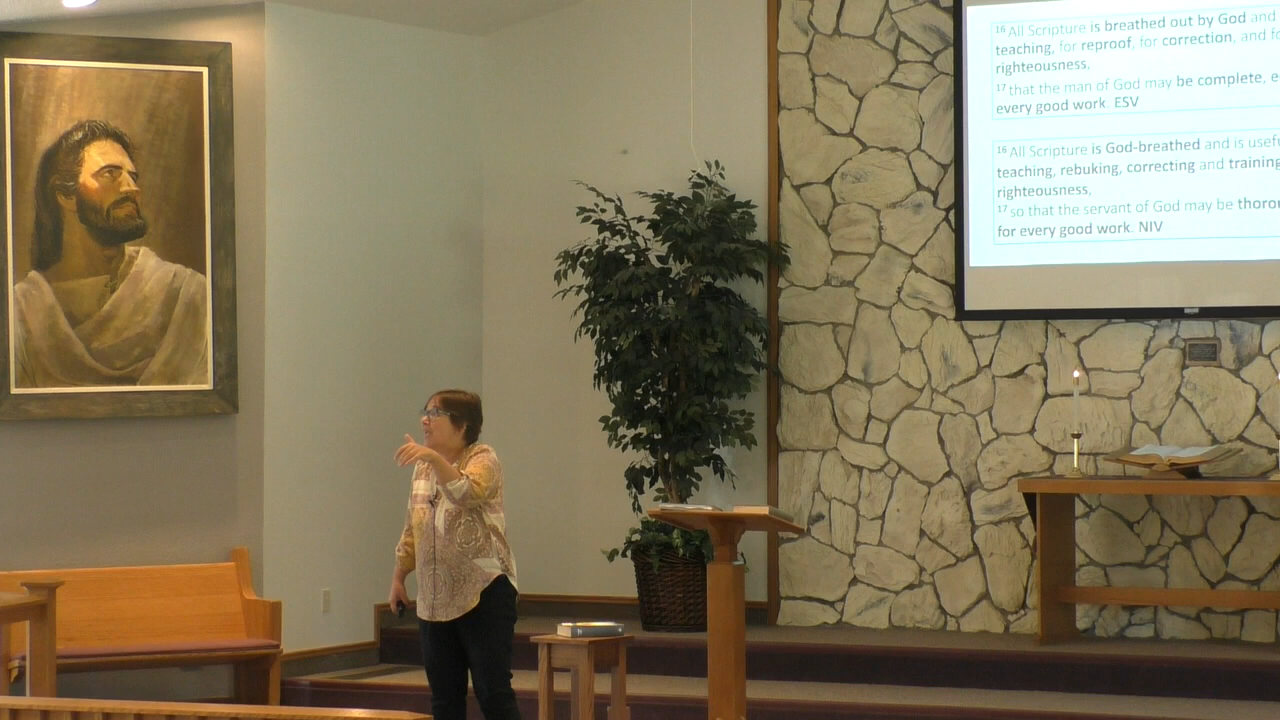 16 All Scripture is breathed out by God and
teaching, for reproof, for correction, and
righteousness,
17 that the man of God may be complete,
every good work. ESV
16 All Scripture is God-breathed and is
teaching, rebuking, correcting and training
righteousness,
17 so that the servant of God may be
for every good work. NIV